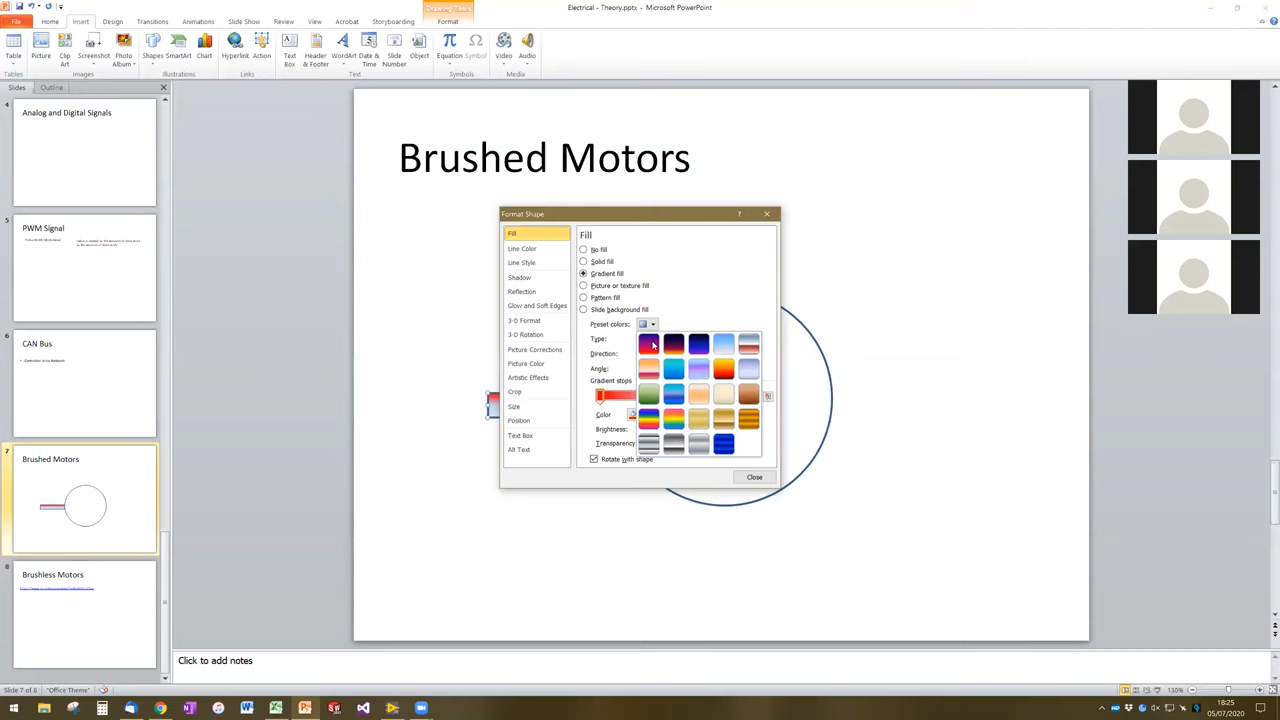 Electrical - Theory.pptx - Microsoft PowerPoint
Drawing Tools
File Home Insert Design Transitions Animations Slide Show Review View Acrobat Storyboarding Format
Table Picture Clip Art Screenshot Photo Album Shapes SmartArt Chart Hyperlink Action Text Box Header & Footer WordArt Date & Time Slide Number Object Equation Symbol Video Audio
Tables Images Illustrations Links Text Symbols Media
Slides Outline
4
Analog and Digital Signals
5
PWM Signal
6
CAN Bus
7
Brushed Motors
8
Brushless Motors
Brushed Motors
Format Shape
Fill
Line Color
Line Style
Shadow
Reflection
Glow and Soft Edges
3-D Format
3-D Rotation
Picture Corrections
Picture Color
Artistic Effects
Crop
Size
Position
Text Box
Alt Text
Fill
No fill
Solid fill
Gradient fill
Picture or texture fill
Pattern fill
Slide background fill
Preset colors:
Type:
Direction:
Angle:
Gradient stops
Color
Brightness:
Transparency:
Rotate with shape
Close
Click to add notes
Slide 7 of 8 "Office Theme" 130%
18:25
05/07/2020